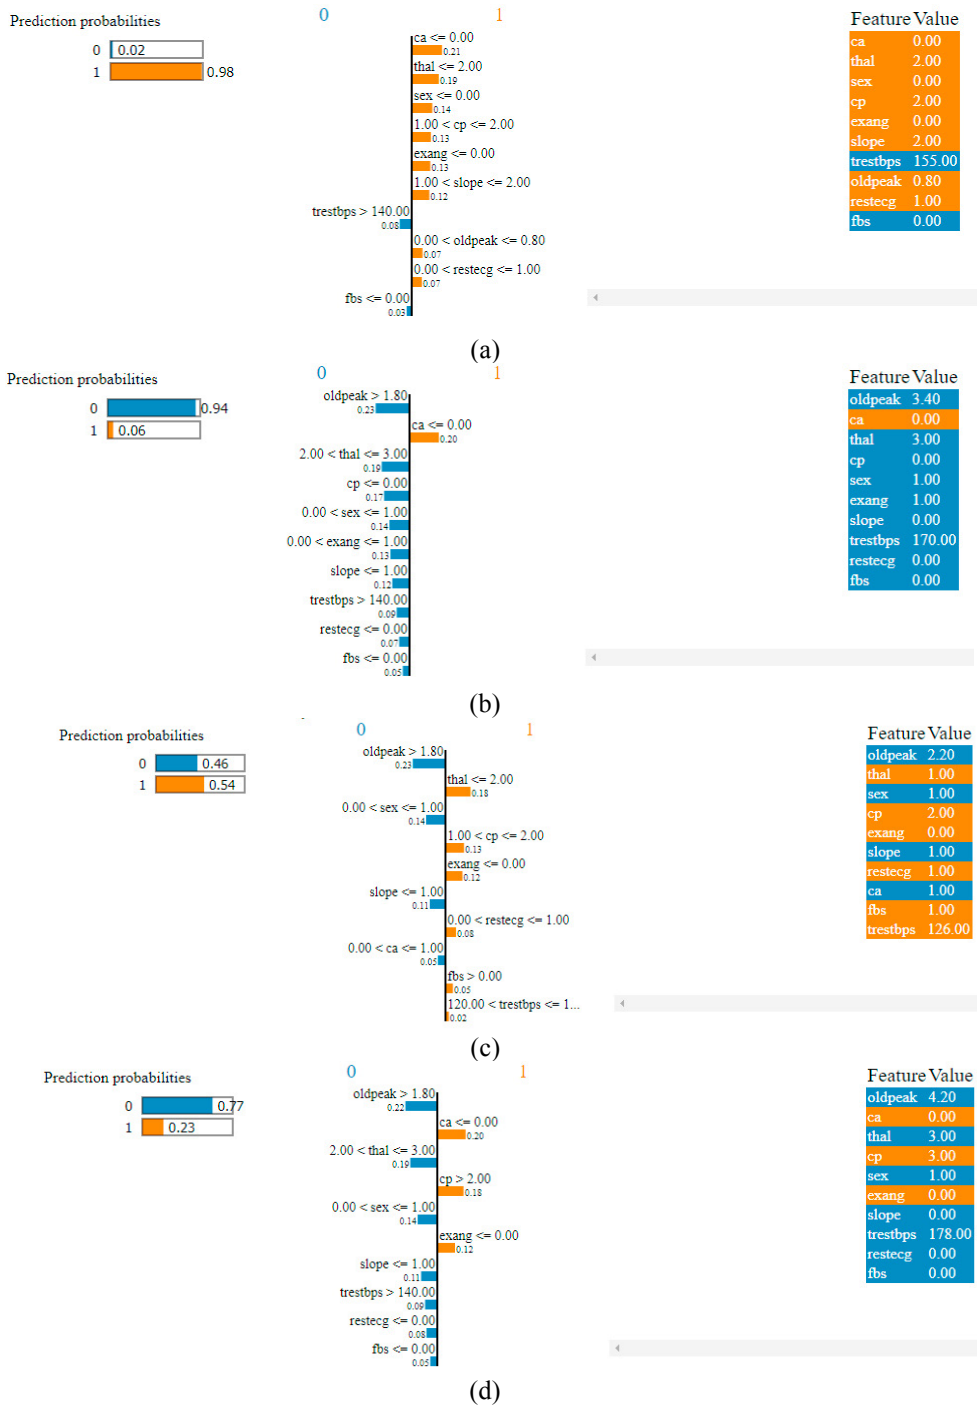 Prediction probabilities
0 0.02
1 0.98
0 1
ca <= 0.00
0.21
thal <= 2.00
0.19
sex <= 0.00
0.14
1.00 < cp <= 2.00
0.13
exang <= 0.00
0.13
1.00 < slope <= 2.00
0.12
trestbps > 140.00
0.08
0.00 < oldpeak <= 0.80
0.07
0.00 < restecg <= 1.00
0.07
fbs <= 0.00
0.03
Feature Value
ca 0.00
thal 2.00
sex 0.00
cp 2.00
exang 0.00
slope 2.00
trestbps 155.00
oldpeak 0.80
restecg 1.00
fbs 0.00
(a)
Prediction probabilities
0 0.94
1 0.06
0 1
oldpeak > 1.80
0.23
ca <= 0.00
0.20
2.00 < thal <= 3.00
0.19
cp <= 0.00
0.17
0.00 < sex <= 1.00
0.14
0.00 < exang <= 1.00
0.13
slope <= 1.00
0.12
trestbps > 140.00
0.09
restecg <= 0.00
0.07
fbs <= 0.00
0.05
Feature Value
oldpeak 3.40
ca 0.00
thal 3.00
cp 0.00
sex 1.00
exang 1.00
slope 0.00
trestbps 170.00
restecg 0.00
fbs 0.00
(b)
Prediction probabilities
0 0.46
1 0.54
0 1
oldpeak > 1.80
0.23
thal <= 2.00
0.18
0.00 < sex <= 1.00
0.14
1.00 < cp <= 2.00
0.13
exang <= 0.00
0.12
slope <= 1.00
0.11
0.00 < restecg <= 1.00
0.08
0.00 < ca <= 1.00
0.05
fbs > 0.00
0.05
120.00 < trestbps <= 1...
0.02
Feature Value
oldpeak 2.20
thal 1.00
sex 1.00
cp 2.00
exang 0.00
slope 1.00
restecg 1.00
ca 1.00
fbs 1.00
trestbps 126.00
(c)
Prediction probabilities
0 0.77
1 0.23
0 1
oldpeak > 1.80
0.22
ca <= 0.00
0.20
2.00 < thal <= 3.00
0.19
cp > 2.00
0.18
0.00 < sex <= 1.00
0.14
exang <= 0.00
0.12
slope <= 1.00
0.11
trestbps > 140.00
0.09
restecg <= 0.00
0.08
fbs <= 0.00
0.05
Feature Value
oldpeak 4.20
ca 0.00
thal 3.00
cp 3.00
sex 1.00
exang 0.00
slope 0.00
trestbps 178.00
restecg 0.00
fbs 0.00
(d)